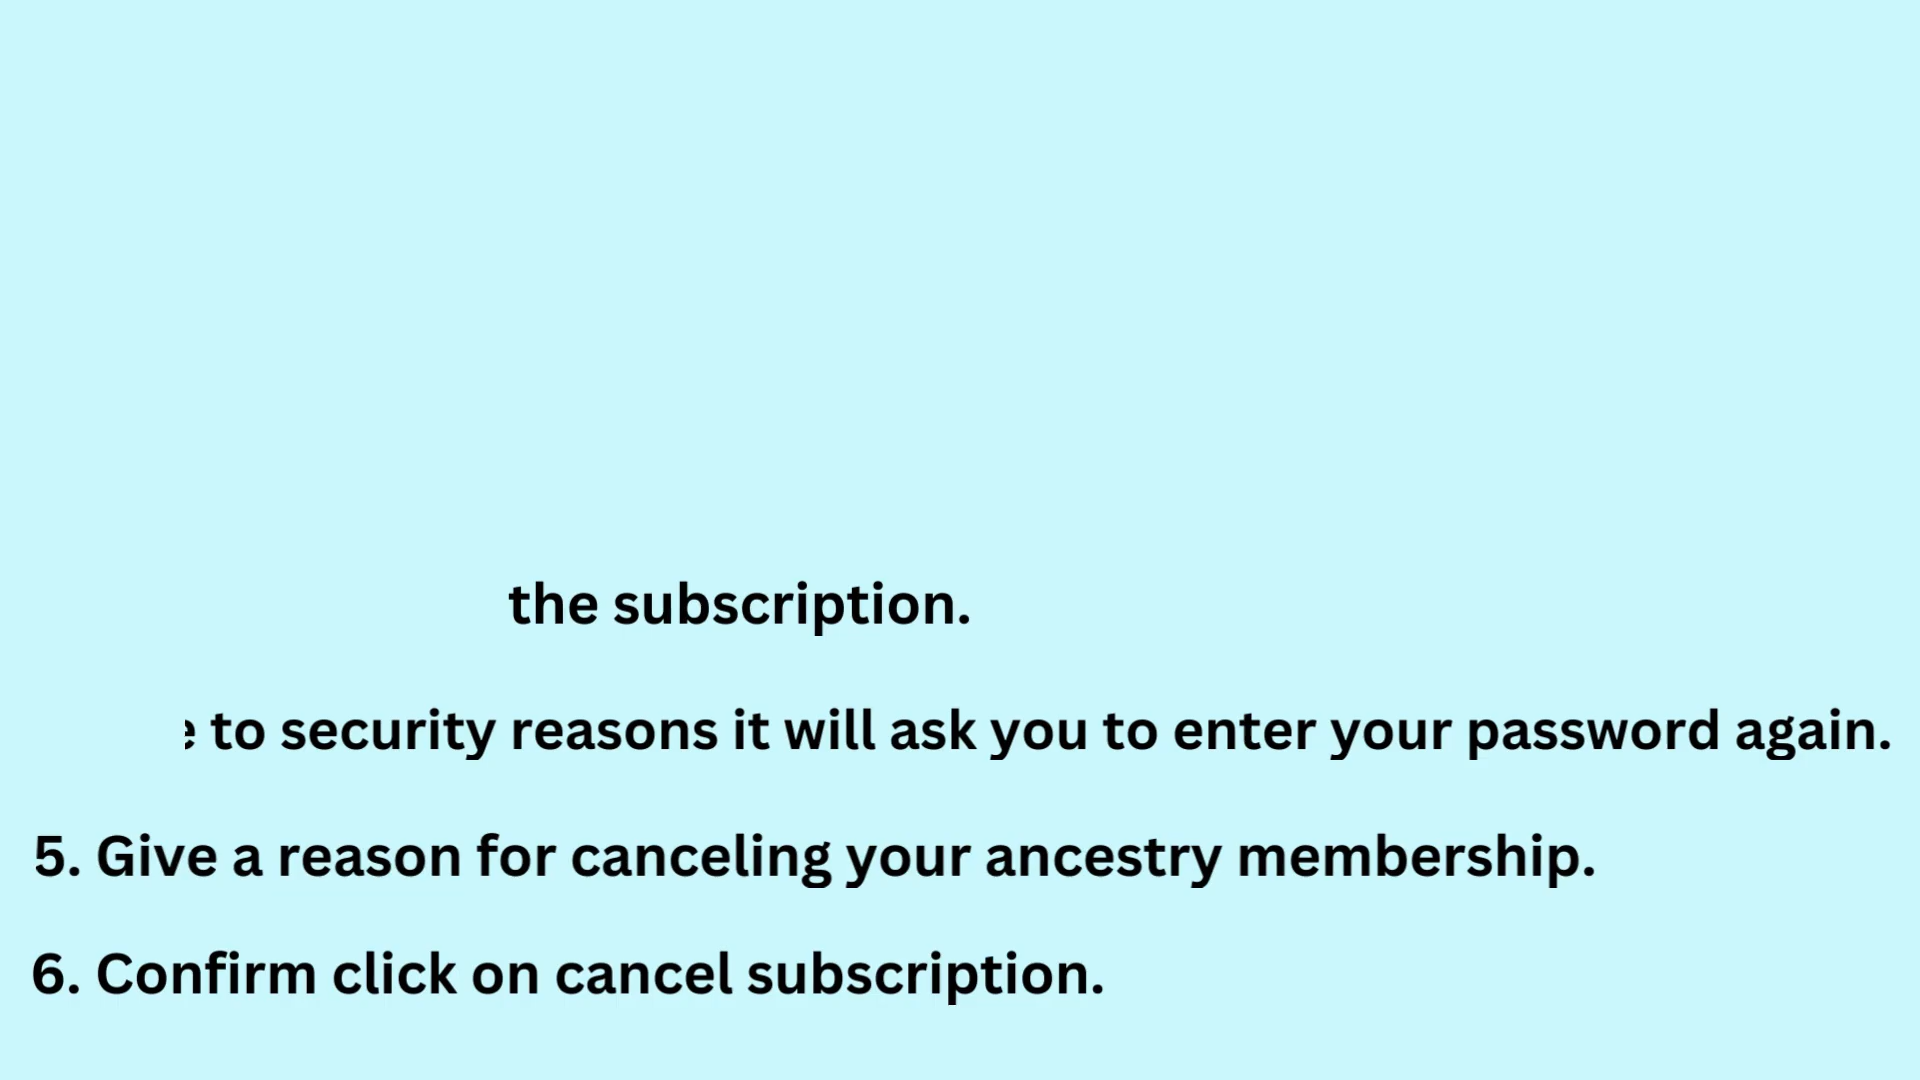 the subscription.
to security reasons it will ask you to enter your password again.
5. Give a reason for canceling your ancestry membership.
6. Confirm click on cancel subscription.